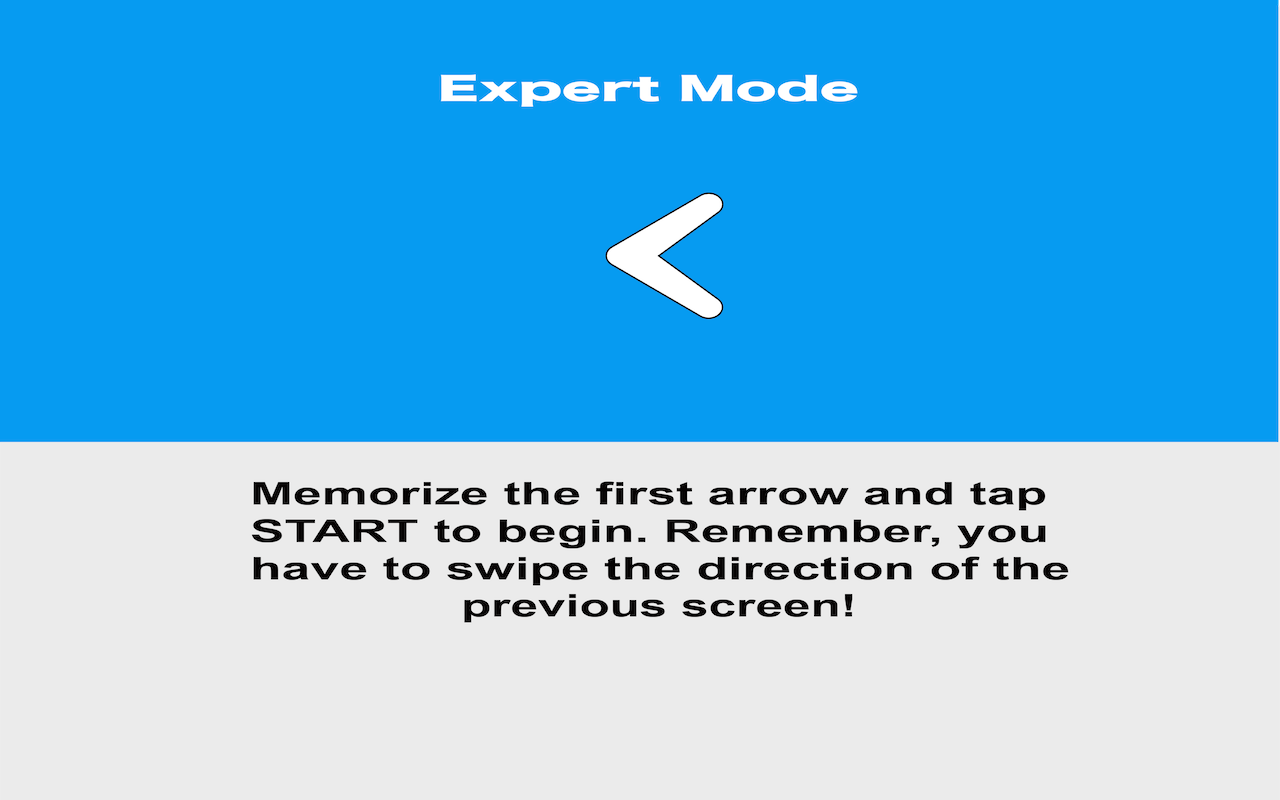 Expert Mode
Memorize the first arrow and tap
START to begin. Remember, you
have to swipe the direction of the
previous screen!